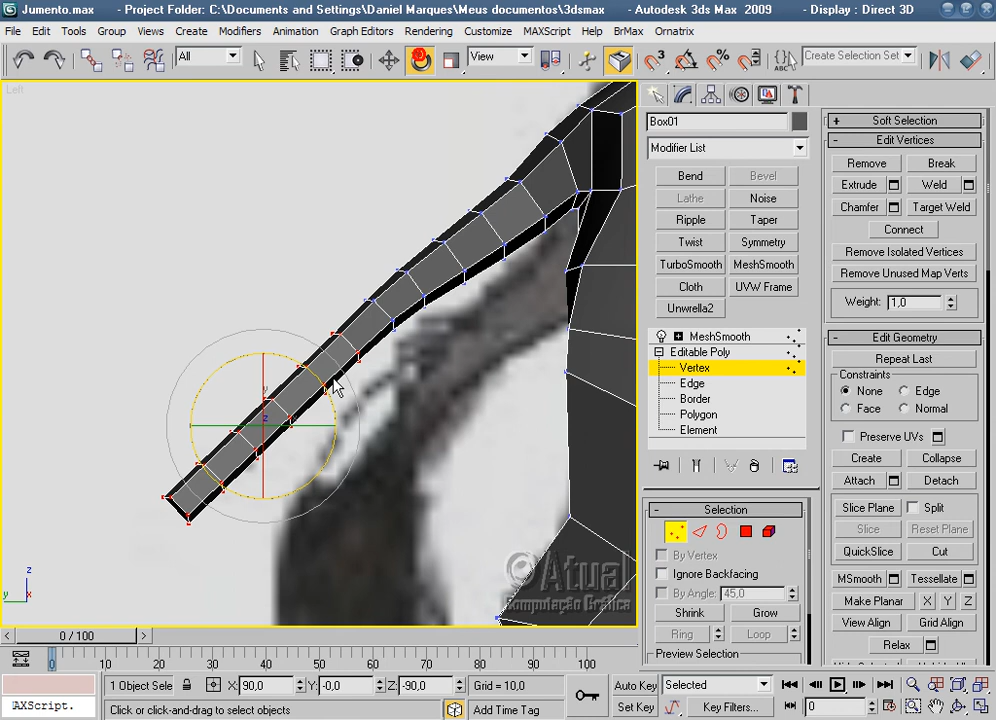 Jumento.max - Project Folder: C:\Documents and Settings\Daniel Marques\Meus documentos\3dsmax - Autodesk 3ds Max 2009 - Display : Direct 3D
File Edit Tools Group Views Create Modifiers Animation Graph Editors Rendering Customize MAXScript Help BrMax Ornatrix
All View Create Selection Set
Left
Box01
Modifier List
Bend Bevel
Lathe Noise
Ripple Taper
Twist Symmetry
TurboSmooth MeshSmooth
Cloth UVW Frame
Unwrella2
MeshSmooth
Editable Poly
Vertex
Edge
Border
Polygon
Element
Selection
By Vertex
Ignore Backfacing
By Angle: 45,0
Shrink Grow
Ring Loop
Preview Selection
+ Soft Selection
- Edit Vertices
Remove Break
Extrude Weld
Chamfer Target Weld
Connect
Remove Isolated Vertices
Remove Unused Map Verts
Weight: 1,0
- Edit Geometry
Repeat Last
Constraints
None Edge
Face Normal
Preserve UVs
Create Collapse
Attach Detach
Slice Plane Split
Slice Reset Plane
QuickSlice Cut
MSmooth Tessellate
Make Planar X Y Z
View Align Grid Align
Relax
© Atual
Computação Gráfica
y
z
z
y x
< 0 / 100 >
0 10 20 30 40 50 60 70 80 90 100
1 Object Sele X: 90,0 Y: -0,0 Z: -90,0 Grid = 10,0 Auto Key Selected
AXScript. Click or click-and-drag to select objects Add Time Tag Set Key Key Filters... 0